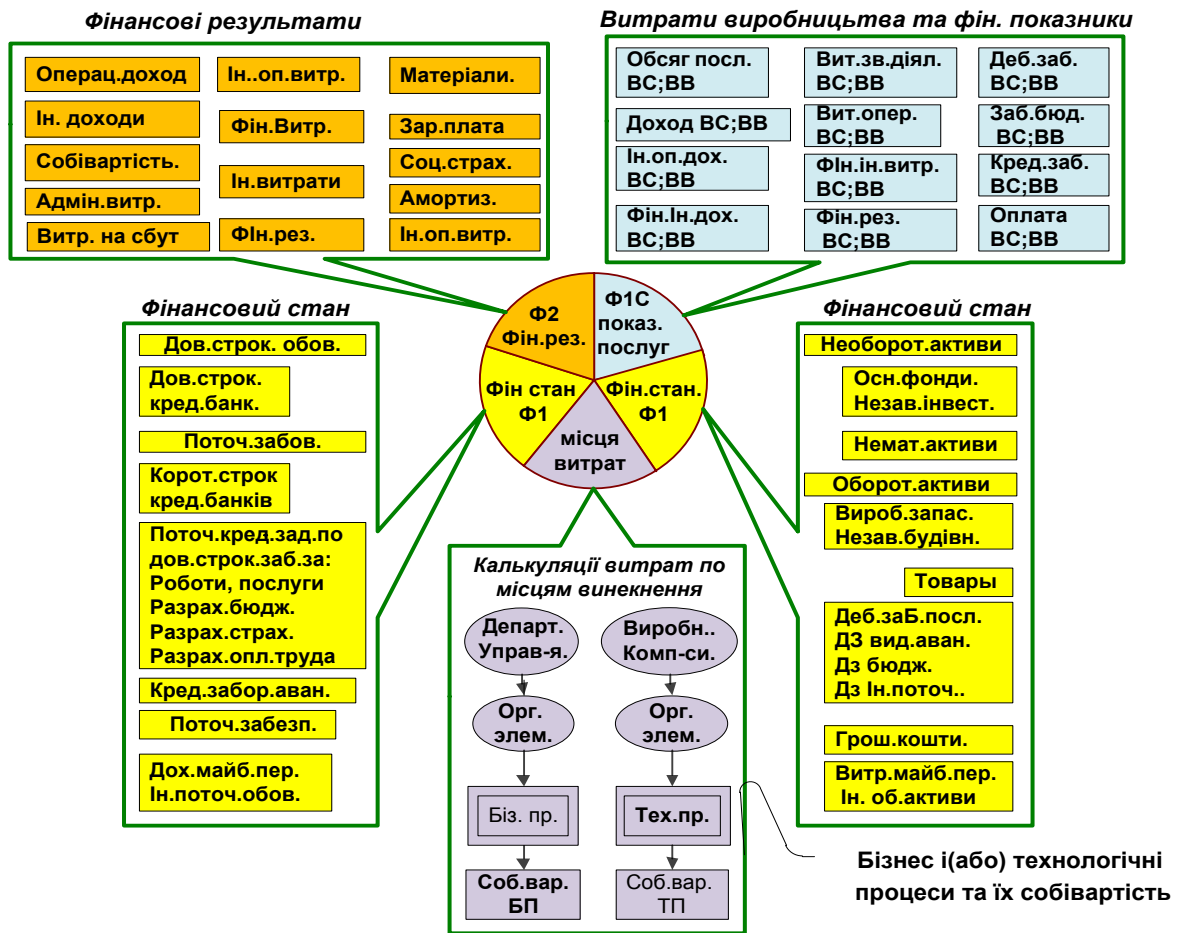 Фінансові результати
Операц.доход
Ін. доходи
Собівартість.
Адмін.витр.
Витр. на сбут
Ін..оп.витр.
Фін.Витр.
Ін.витрати
ФІн.рез.
Матеріали.
Зар.плата
Соц.страх.
Амортиз.
Ін.оп.витр.
Витрати виробницьтва та фін. показники
Обсяг посл.
ВС;ВВ
Доход ВС;ВВ
Ін.оп.дох.
ВС;ВВ
Фін.Ін.дох.
ВС;ВВ
Вит.зв.діял.
ВС;ВВ
Вит.опер.
ВС;ВВ
ФІн.ін.витр.
ВС;ВВ
Фін.рез.
ВС;ВВ
Деб.заб.
ВС;ВВ
Заб.бюд.
ВС;ВВ
Кред.заб.
ВС;ВВ
Оплата
ВС;ВВ
Ф2
Фін.рез.
Ф1С
показ.
послуг
Фін стан
Ф1
Фін.стан.
Ф1
місця
витрат
Фінансовий стан
Дов.строк. обов.
Дов.строк.
кред.банк.
Поточ.забов.
Корот.строк
кред.банків
Поточ.кред.зад.по
дов.строк.заб.за:
Роботи, послуги
Разрах.бюдж.
Разрах.страх.
Разрах.опл.труда
Кред.забор.аван.
Поточ.забезп.
Дох.майб.пер.
Ін.поточ.обов.
Калькуляції витрат по
місцям винекнення
Департ.
Управ-я.
Орг.
элем.
Біз. пр.
Соб.вар.
БП
Виробн..
Комп-си.
Орг.
элем.
Тех.пр.
Соб.вар.
ТП
Фінансовий стан
Необорот.активи
Осн.фонди.
Незав.інвест.
Немат.активи
Оборот.активи
Вироб.запас.
Незав.будівн.
Товары
Деб.заБ.посл.
ДЗ вид.аван.
Дз бюдж.
Дз Ін.поточ..
Грош.кошти.
Витр.майб.пер.
Ін. об.активи
Бізнес і(або) технологічні
процеси та їх собівартість